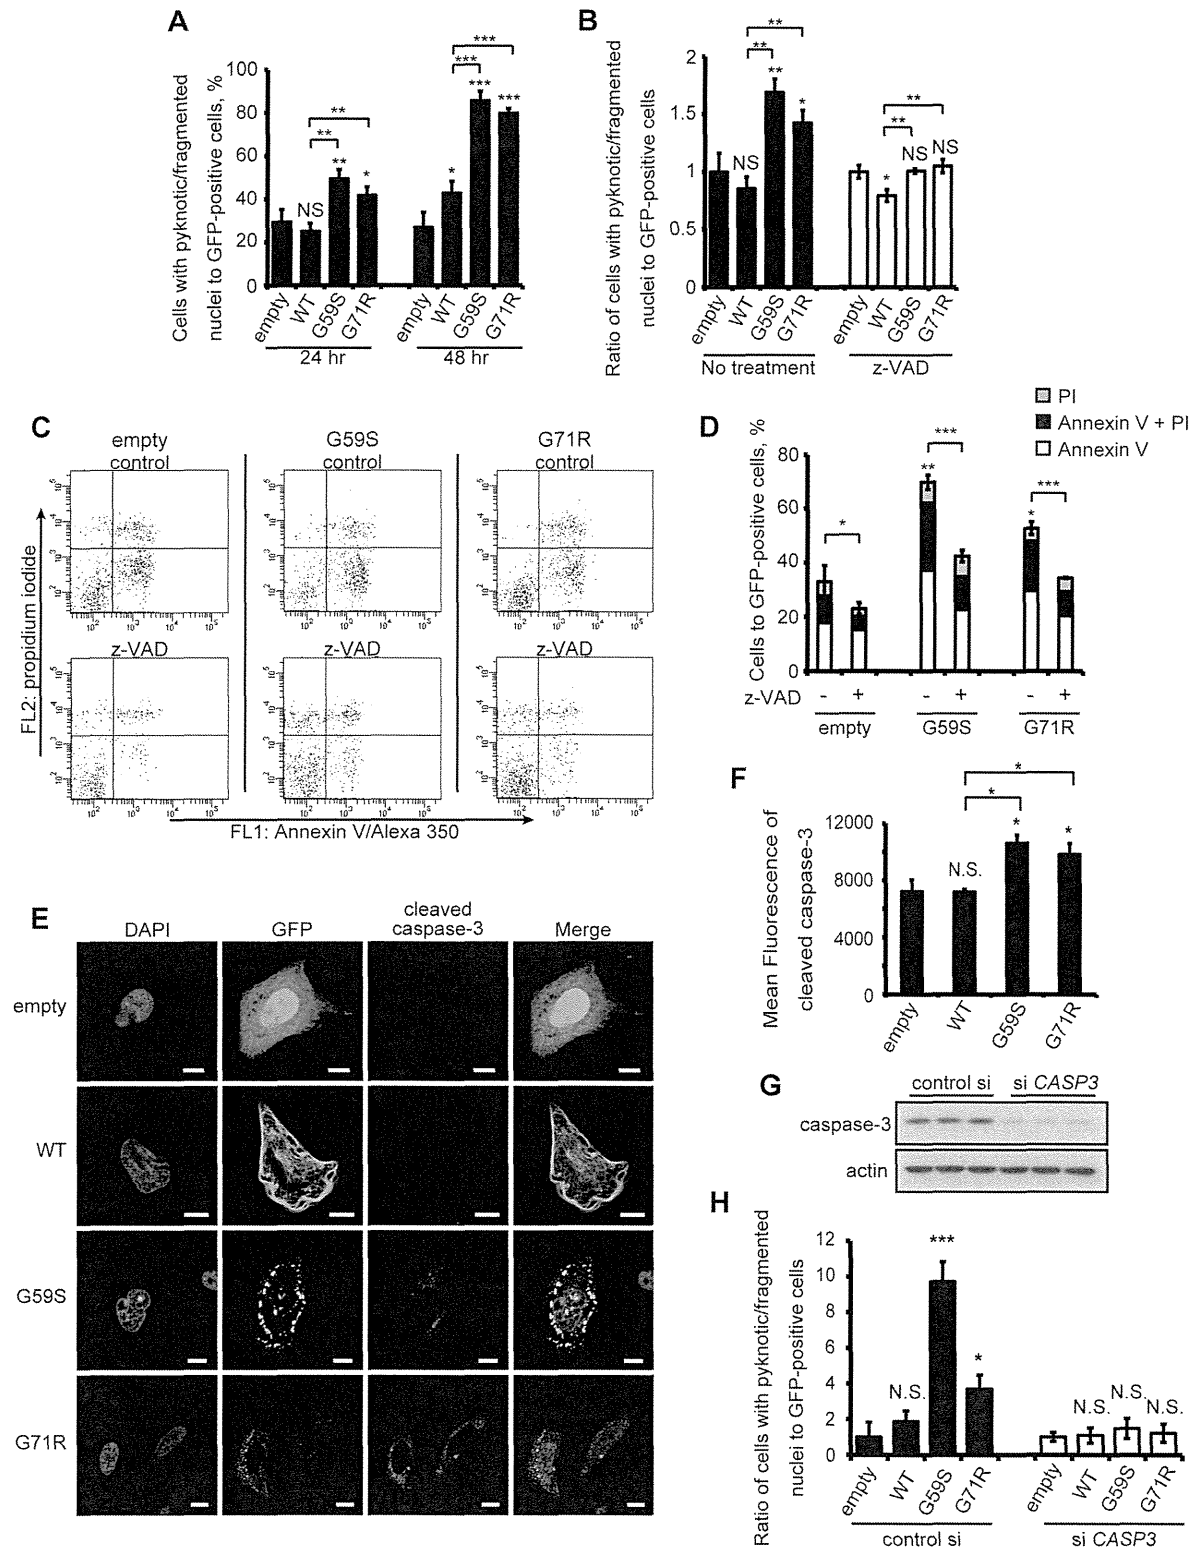 A
Cells with pyknotic/fragmented
nuclei to GFP-positive cells, %
100
80
60
40
20
0
** ** NS ** *
*** *** * *** ***
empty WT G59S G71R empty WT G59S G71R
24 hr 48 hr
B
Ratio of cells with pyknotic/fragmented
nuclei to GFP-positive cells
2
1.5
1
0.5
0
** ** NS ** *
** ** * NS NS
empty WT G59S G71R empty WT G59S G71R
No treatment z-VAD
C
empty control G59S control G71R control
z-VAD z-VAD z-VAD
FL2: propidium iodide
10² 10³ 10⁴ 10⁵
FL1: Annexin V/Alexa 350
D
PI
Annexin V + PI
Annexin V
Cells to GFP-positive cells, %
80
60
40
20
0
* ** *** * ***
z-VAD - + - + - +
empty G59S G71R
E
DAPI GFP cleaved caspase-3 Merge
empty
WT
G59S
G71R
F
Mean Fluorescence of
cleaved caspase-3
12000
8000
4000
0
* * N.S. * *
empty WT G59S G71R
G
control si si CASP3
caspase-3
actin
H
Ratio of cells with pyknotic/fragmented
nuclei to GFP-positive cells
12
10
8
6
4
2
0
N.S. *** * N.S. N.S. N.S.
empty WT G59S G71R empty WT G59S G71R
control si si CASP3